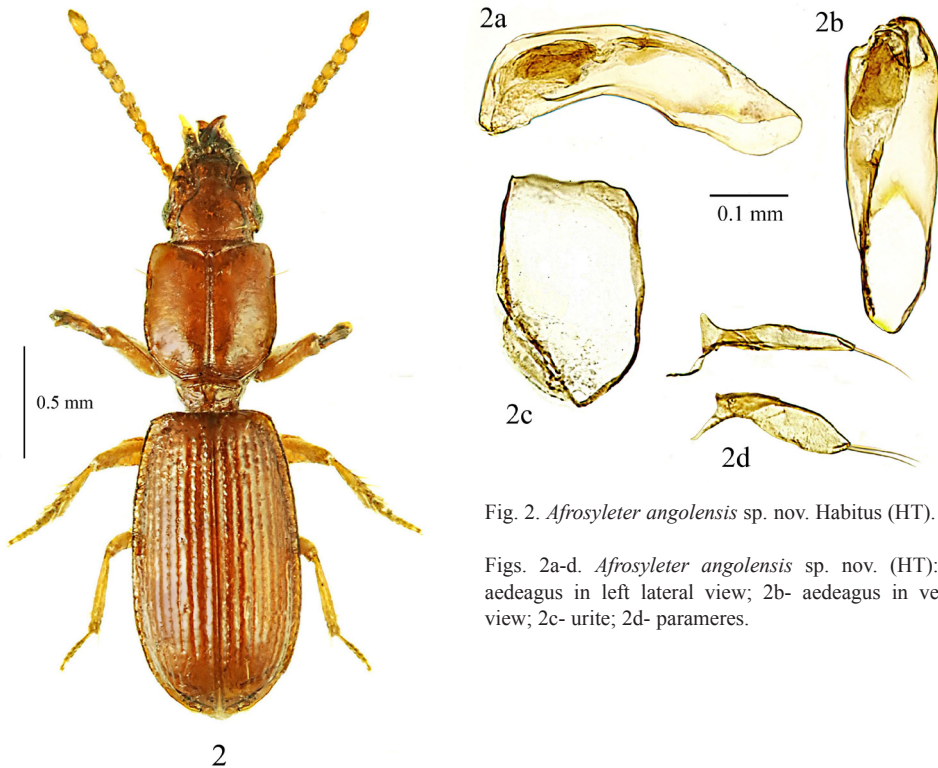 2a
2b
0.1 mm
0.5 mm
2c
2d
Fig. 2. Afrosyleter angolensis sp. nov. Habitus (HT).
Figs. 2a-d. Afrosyleter angolensis sp. nov. (HT):
aedeagus in left lateral view; 2b- aedeagus in ve
view; 2c- urite; 2d- parameres.
2